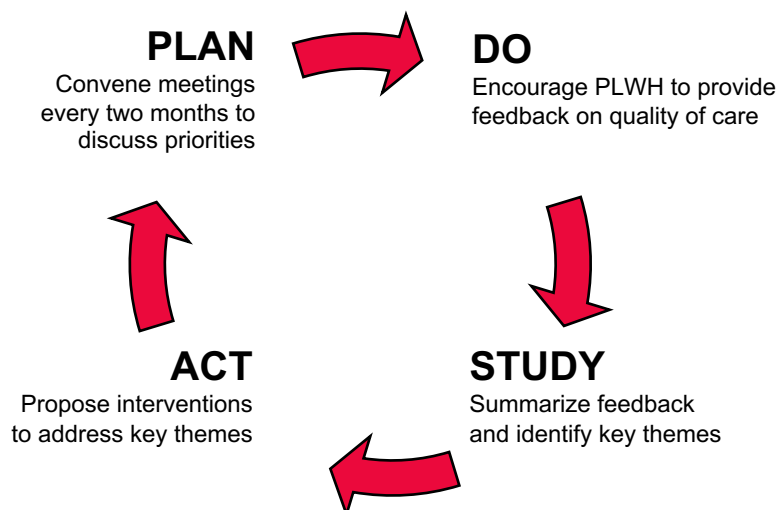 PLAN
Convene meetings
every two months to
discuss priorities
DO
Encourage PLWH to provide
feedback on quality of care
STUDY
Summarize feedback
and identify key themes
ACT
Propose interventions
to address key themes